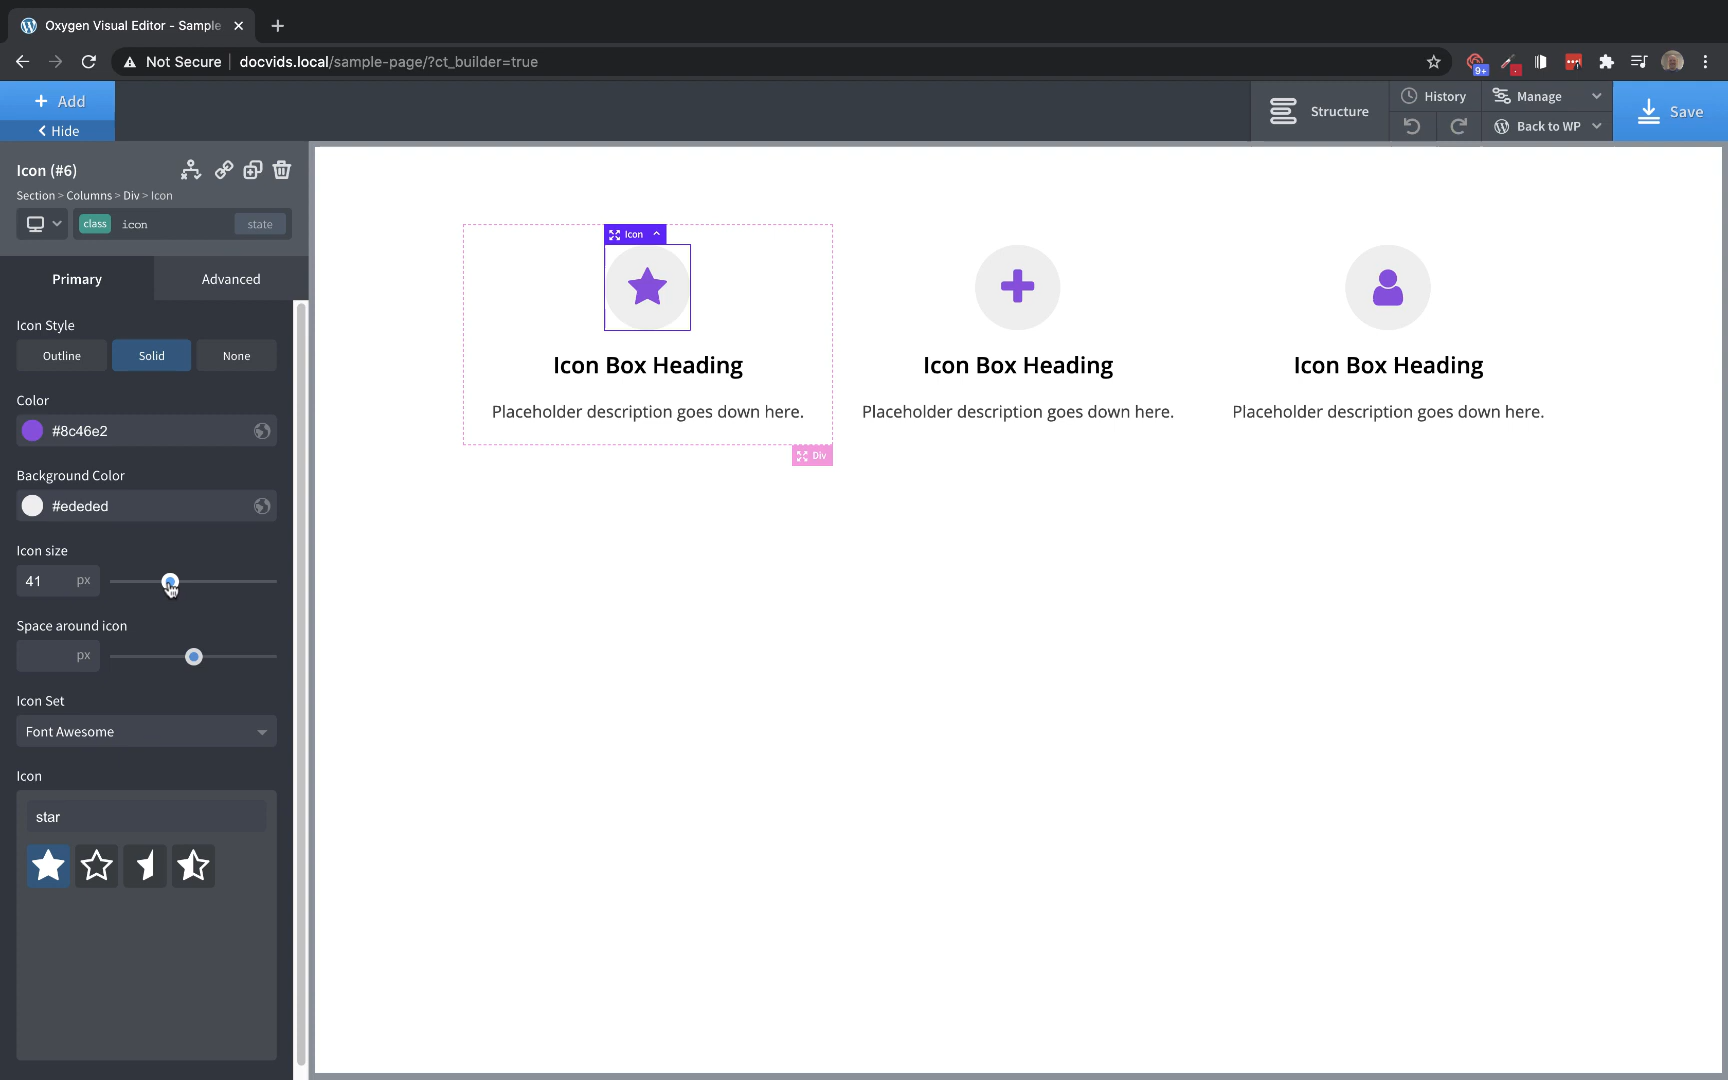 Oxygen Visual Editor - Sample
Not Secure
docvids.local/sample-page/?ct_builder=true
9+
+ Add
Hide
Structure
History
Manage
Back to WP
Save
Icon (#6)
Section > Columns > Div > Icon
class icon state
Primary Advanced
Icon Style
Outline Solid None
Color
#8c46e2
Background Color
#ededed
Icon size
41 px
Space around icon
px
Icon Set
Font Awesome
Icon
star
Icon
Icon Box Heading
Placeholder description goes down here.
Div
Icon Box Heading
Placeholder description goes down here.
Icon Box Heading
Placeholder description goes down here.